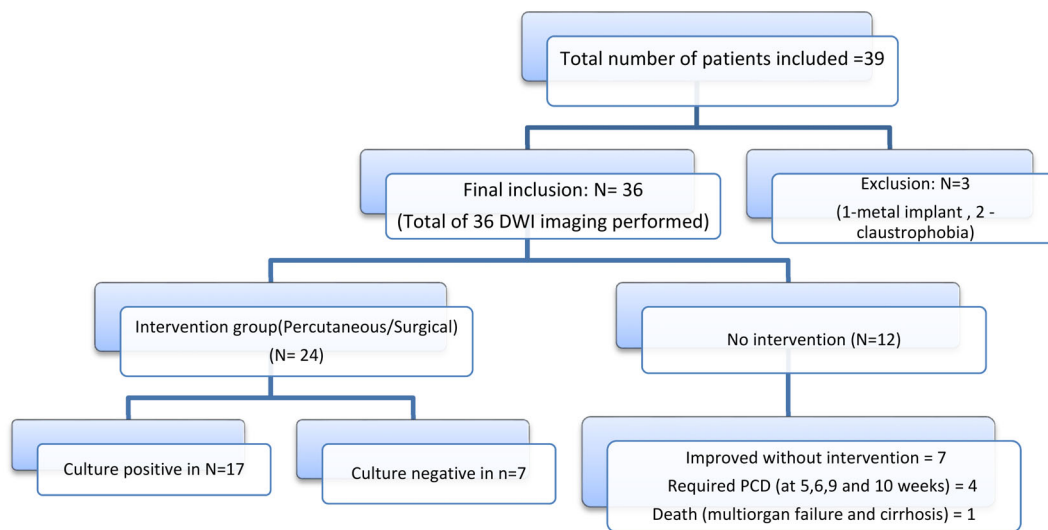 Total number of patients included =39
Final inclusion: N= 36
(Total of 36 DWI imaging performed)
Exclusion: N=3
(1-metal implant , 2 -
claustrophobia)
Intervention group(Percutaneous/Surgical)
(N= 24)
No intervention (N=12)
Culture positive in N=17
Culture negative in n=7
Improved without intervention = 7
Required PCD (at 5,6,9 and 10 weeks) = 4
Death (multiorgan failure and cirrhosis) = 1